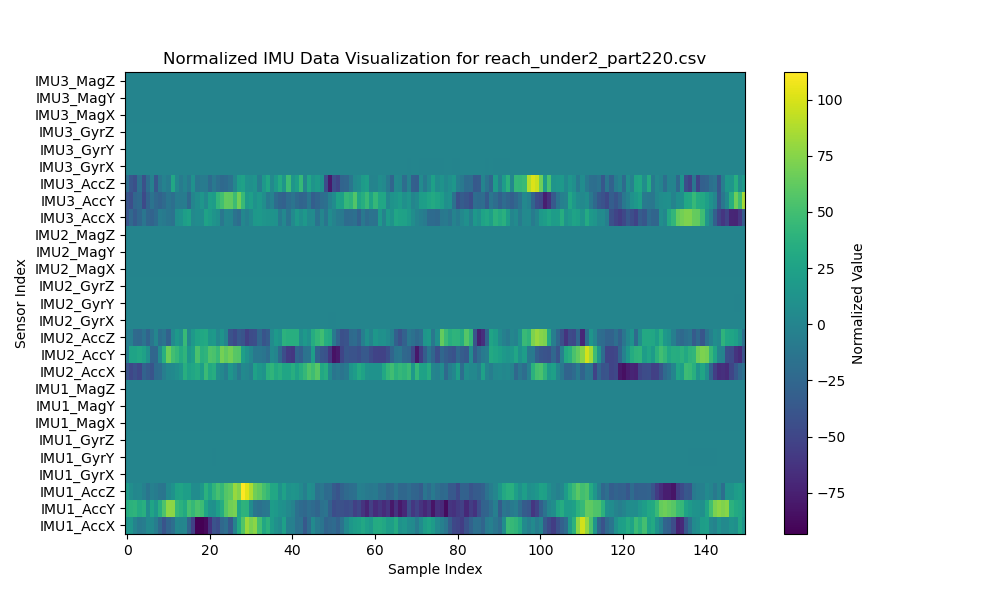 Normalized IMU Data Visualization for reach_under2_part220.csv
IMU3_MagZ
IMU3_MagY
IMU3_MagX
IMU3_GyrZ
IMU3_GyrY
IMU3_GyrX
IMU3_AccZ
IMU3_AccY
IMU3_AccX
IMU2_MagZ
IMU2_MagY
IMU2_MagX
IMU2_GyrZ
IMU2_GyrY
IMU2_GyrX
IMU2_AccZ
IMU2_AccY
IMU2_AccX
IMU1_MagZ
IMU1_MagY
IMU1_MagX
IMU1_GyrZ
IMU1_GyrY
IMU1_GyrX
IMU1_AccZ
IMU1_AccY
IMU1_AccX
Sensor Index
0 20 40 60 80 100 120 140
Sample Index
100
75
50
25
0
−25
−50
−75
Normalized Value